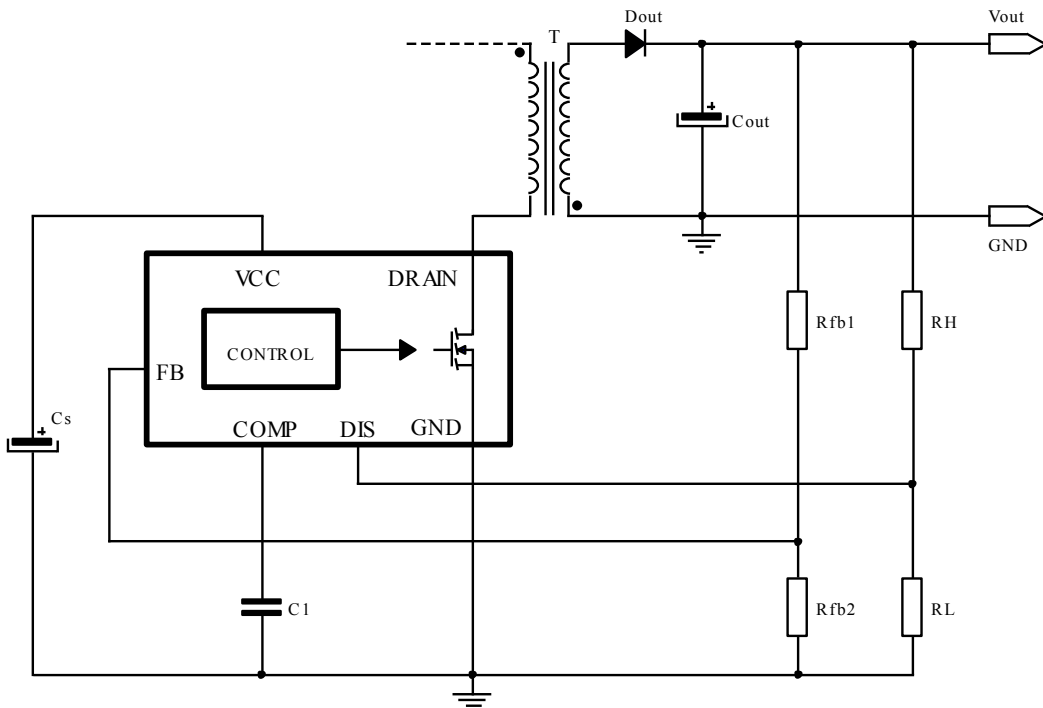 Dout
Vout
T
+
Cout
GND
VCC
DRAIN
Rfb1
RH
CONTROL
FB
Cs
+
COMP
DIS
GND
C1
Rfb2
RL